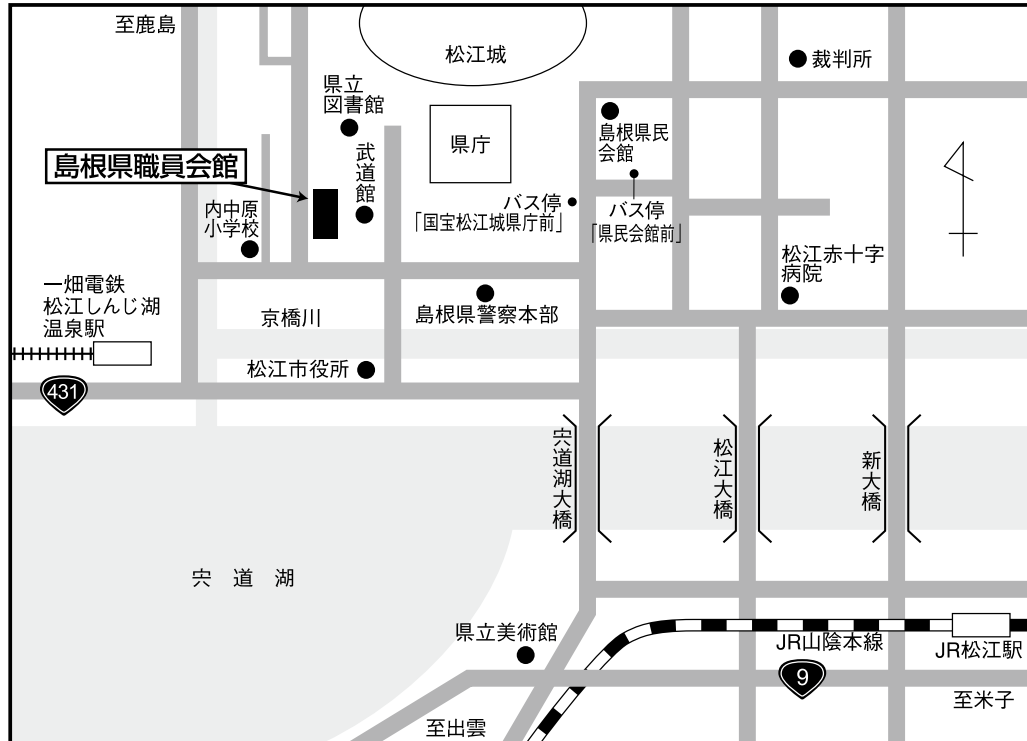 至鹿島
松江城
裁判所
県立
図書館
県庁
島根県民
会館
島根県職員会館
武道館
バス停
「国宝松江城県庁前」
バス停
「県民会館前」
内中原
小学校
松江赤十字
病院
一畑電鉄
松江しんじ湖
温泉駅
京橋川
島根県警察本部
松江市役所
431
宍道湖大橋
松江大橋
新大橋
宍道湖
県立美術館
JR山陰本線
JR松江駅
9
至米子
至出雲